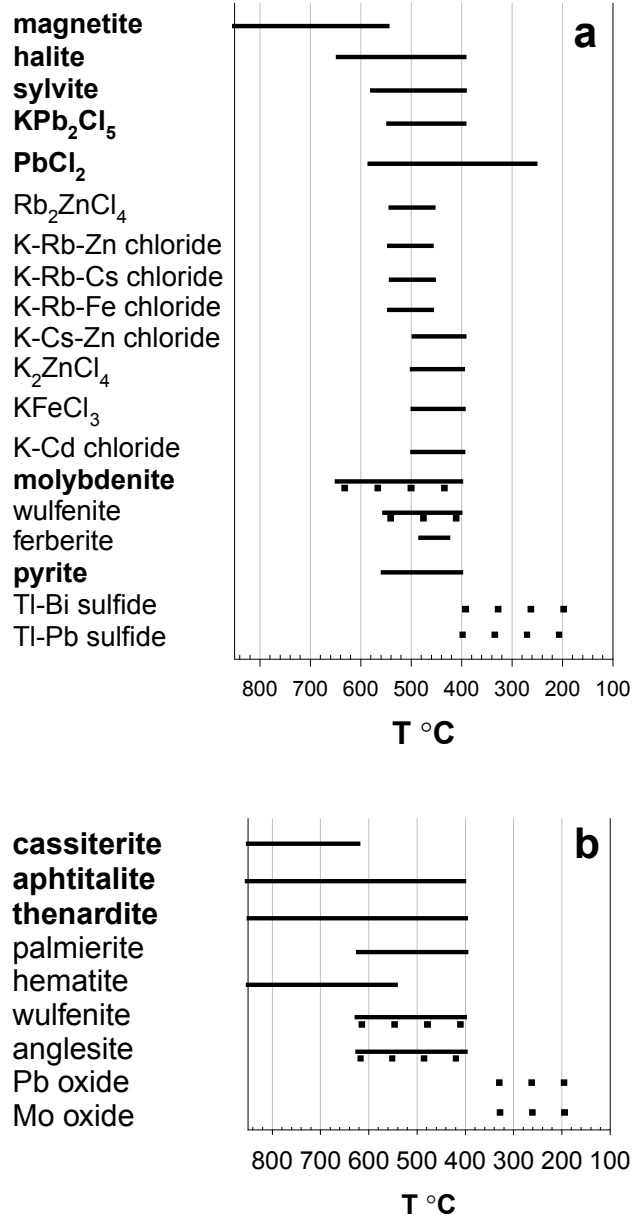 a
magnetite
halite
sylvite
KPb₂Cl₅
PbCl₂
Rb₂ZnCl₄
K-Rb-Zn chloride
K-Rb-Cs chloride
K-Rb-Fe chloride
K-Cs-Zn chloride
K₂ZnCl₄
KFeCl₃
K-Cd chloride
molybdenite
wulfenite
ferberite
pyrite
Tl-Bi sulfide
Tl-Pb sulfide
800 700 600 500 400 300 200 100
T °C
b
cassiterite
aphtitalite
thenardite
palmierite
hematite
wulfenite
anglesite
Pb oxide
Mo oxide
800 700 600 500 400 300 200 100
T °C